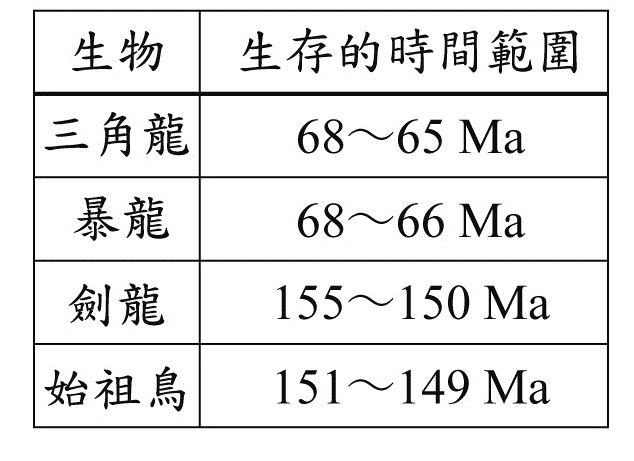 生物 生存的時間範圍
三角龍 68～65 Ma
暴龍 68～66 Ma
劍龍 155～150 Ma
始祖鳥 151～149 Ma